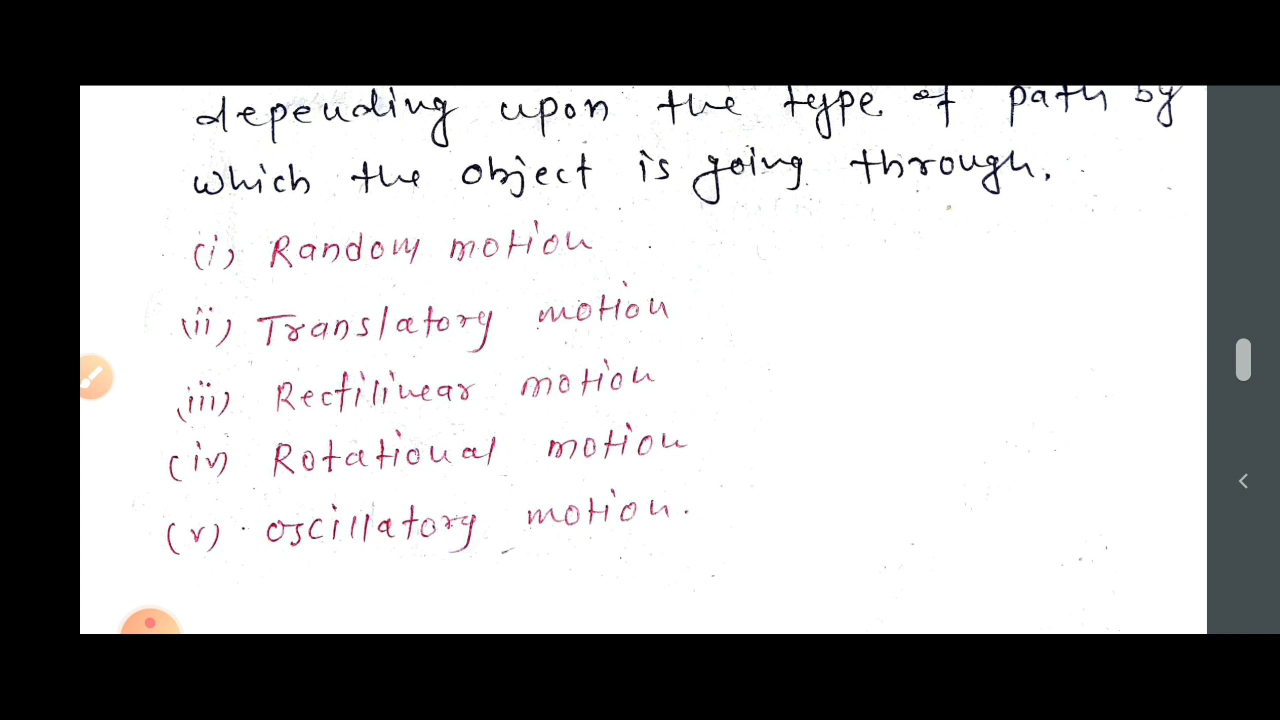 depending upon the type of path by
which the object is going through.
(i) Random motion
(ii) Translatory motion
(iii) Rectilinear motion
(iv) Rotational motion
(v) oscillatory motion.